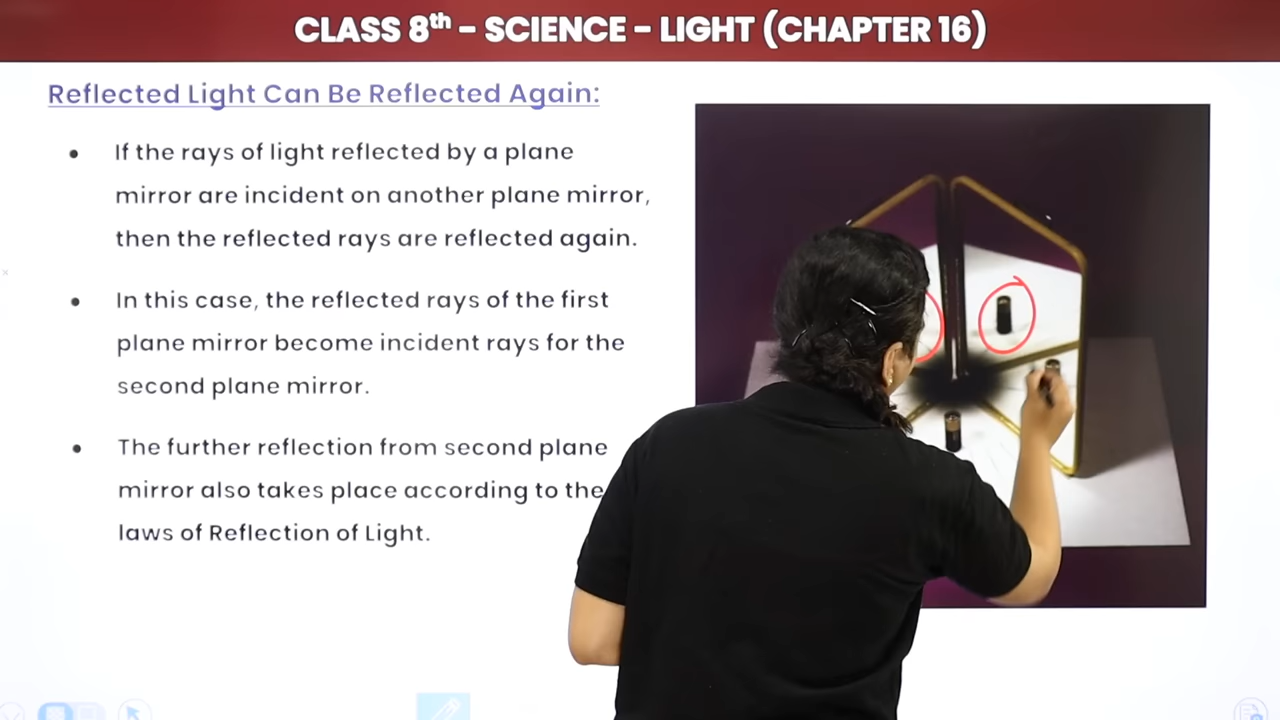 CLASS 8th – SCIENCE – LIGHT (CHAPTER 16)
Reflected Light Can Be Reflected Again:
• If the rays of light reflected by a plane
mirror are incident on another plane mirror,
then the reflected rays are reflected again.
• In this case, the reflected rays of the first
plane mirror become incident rays for the
second plane mirror.
• The further reflection from second plane
mirror also takes place according to the
laws of Reflection of Light.